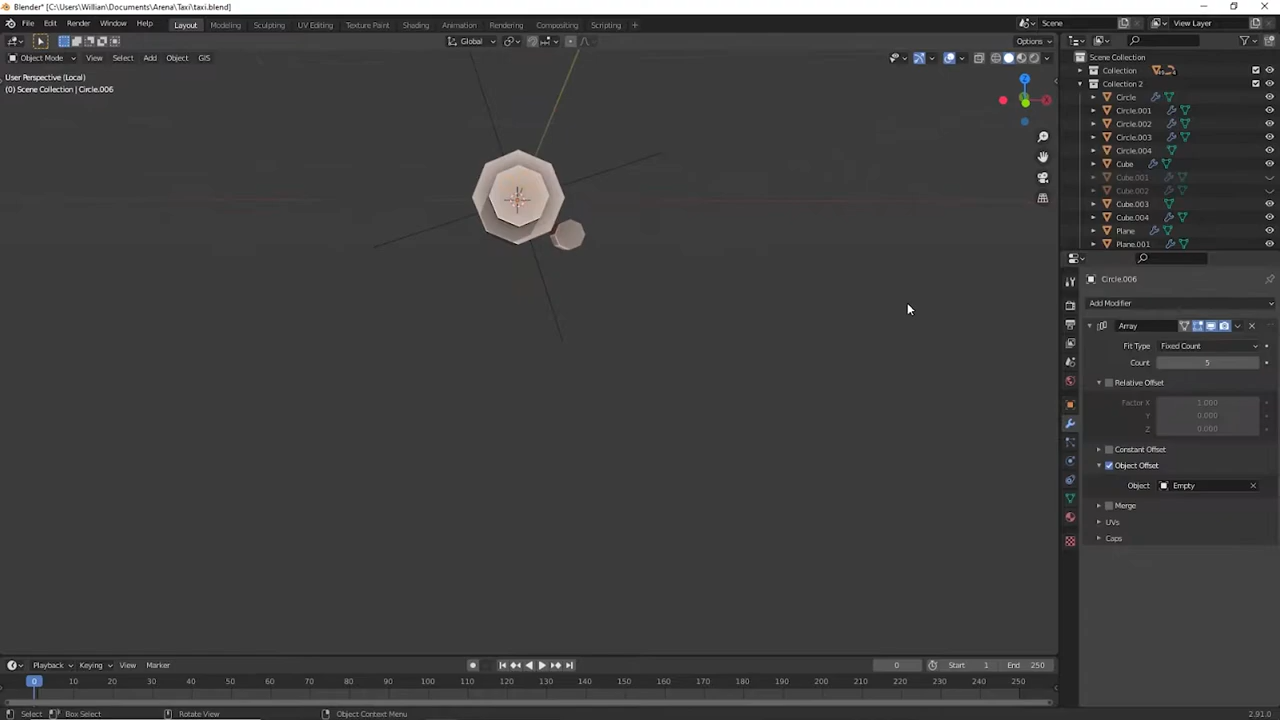 Blender* [C:\Users\Willian\Documents\Arena\Taxi\taxi.blend]
File Edit Render Window Help Layout Modeling Sculpting UV Editing Texture Paint Shading Animation Rendering Compositing Scripting + Scene View Layer
Global Options
Object Mode View Select Add Object GIS
User Perspective (Local)
(0) Scene Collection | Circle.006
Z
Scene Collection
Collection
Collection 2
Circle
Circle.001
Circle.002
Circle.003
Circle.004
Cube
Cube.001
Cube.002
Cube.003
Cube.004
Plane
Plane.001
Circle.006
Add Modifier
Array
Fit Type Fixed Count
Count 5
Relative Offset
Factor X 1.000
Y 0.000
Z 0.000
Constant Offset
Object Offset
Object Empty
Merge
UVs
Caps
Playback Keying View Marker 0 Start 1 End 250
0 10 20 30 40 50 60 70 80 90 100 110 120 130 140 150 160 170 180 190 200 210 220 230 240 250
Select Box Select Rotate View Object Context Menu 2.91.0